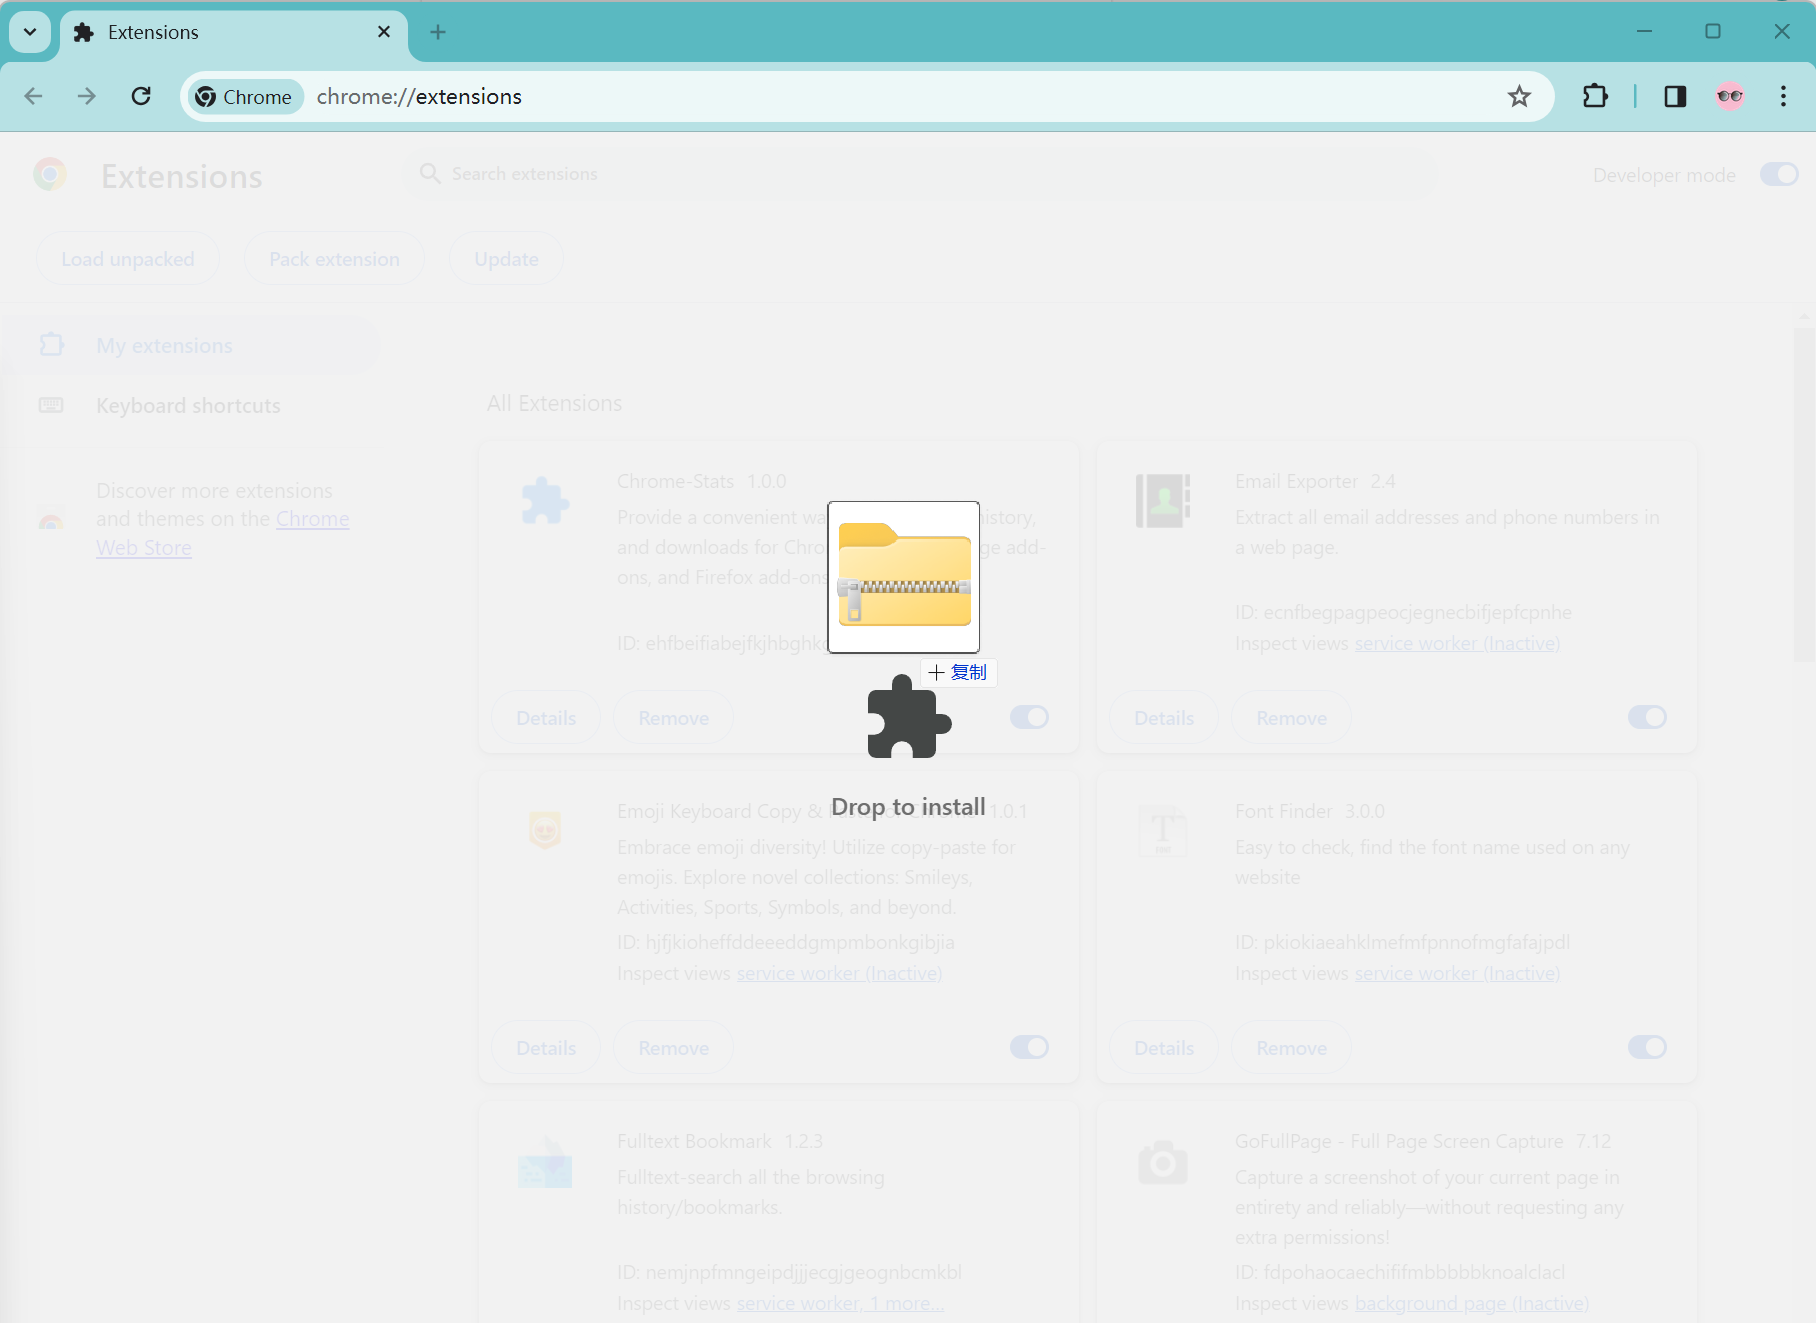 Extensions
Chrome
chrome://extensions
Extensions
Search extensions
Developer mode
Load unpacked
Pack extension
Update
My extensions
Keyboard shortcuts
Discover more extensions
and themes on the Chrome
Web Store
All Extensions
Chrome-Stats 1.0.0
Provide a convenient wa history,
and downloads for Chro ge add-
ons, and Firefox add-ons
ID: ehfbeifiabejfkjhbghkg
Details
Remove
Email Exporter 2.4
Extract all email addresses and phone numbers in
a web page.
ID: ecnfbegpagpeocjegnecbifjepfcpnhe
Inspect views service worker (Inactive)
Details
Remove
复制
Drop to install
Emoji Keyboard Copy & 1.0.1
Embrace emoji diversity! Utilize copy-paste for
emojis. Explore novel collections: Smileys,
Activities, Sports, Symbols, and beyond.
ID: hjfjkioheffddeeeddgmpmbonkgibjia
Inspect views service worker (Inactive)
Details
Remove
Font Finder 3.0.0
Easy to check, find the font name used on any
website
ID: pkiokiaeahklmefmfpnnofmgfafajpdl
Inspect views service worker (Inactive)
Details
Remove
Fulltext Bookmark 1.2.3
Fulltext-search all the browsing
history/bookmarks.
ID: nemjnpfmngeipdjjjecgjgeognbcmkbl
Inspect views service worker, 1 more...
GoFullPage - Full Page Screen Capture 7.12
Capture a screenshot of your current page in
entirety and reliably—without requesting any
extra permissions!
ID: fdpohaocaechififmbbbbbknoalclacl
Inspect views background page (Inactive)